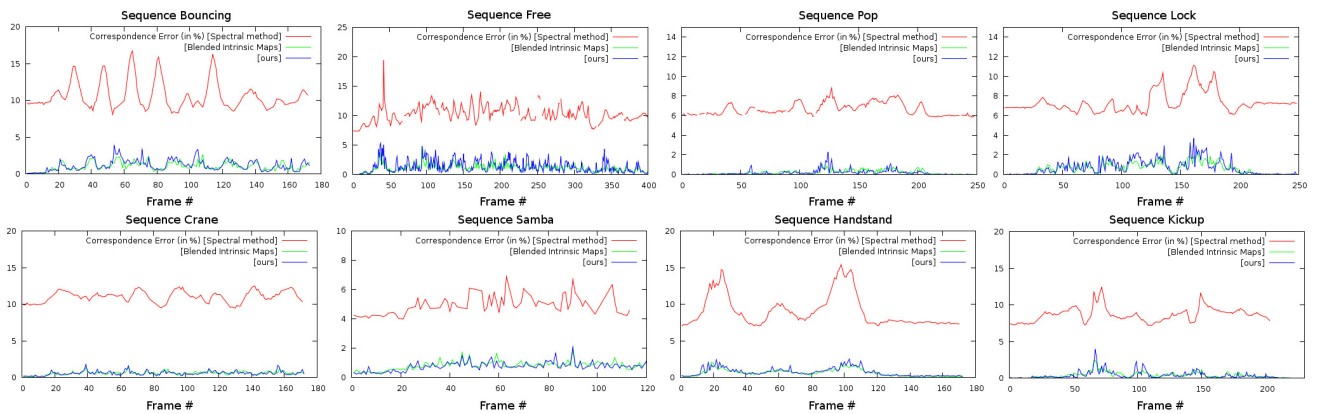 Sequence Bouncing
Correspondence Error (in %) [Spectral method]
[Blended Intrinsic Maps]
[ours]
20
15
10
5
0
0 20 40 60 80 100 120 140 160 180
Frame #
Sequence Free
Correspondence Error (in %) [Spectral method]
[Blended Intrinsic Maps]
[ours]
25
20
15
10
5
0
0 50 100 150 200 250 300 350 400
Frame #
Sequence Pop
Correspondence Error (in %) [Spectral method]
[Blended Intrinsic Maps]
[ours]
14
12
10
8
6
4
2
0
0 50 100 150 200 250
Frame #
Sequence Lock
Correspondence Error (in %) [Spectral method]
[Blended Intrinsic Maps]
[ours]
14
12
10
8
6
4
2
0
0 50 100 150 200 250
Frame #
Sequence Crane
Correspondence Error (in %) [Spectral method]
[Blended Intrinsic Maps]
[ours]
20
15
10
5
0
0 20 40 60 80 100 120 140 160 180
Frame #
Sequence Samba
Correspondence Error (in %) [Spectral method]
[Blended Intrinsic Maps]
[ours]
10
8
6
4
2
0
0 20 40 60 80 100 120
Frame #
Sequence Handstand
Correspondence Error (in %) [Spectral method]
[Blended Intrinsic Maps]
[ours]
20
15
10
5
0
0 20 40 60 80 100 120 140 160 180
Frame #
Sequence Kickup
Correspondence Error (in %) [Spectral method]
[Blended Intrinsic Maps]
[ours]
20
15
10
5
0
0 50 100 150 200
Frame #